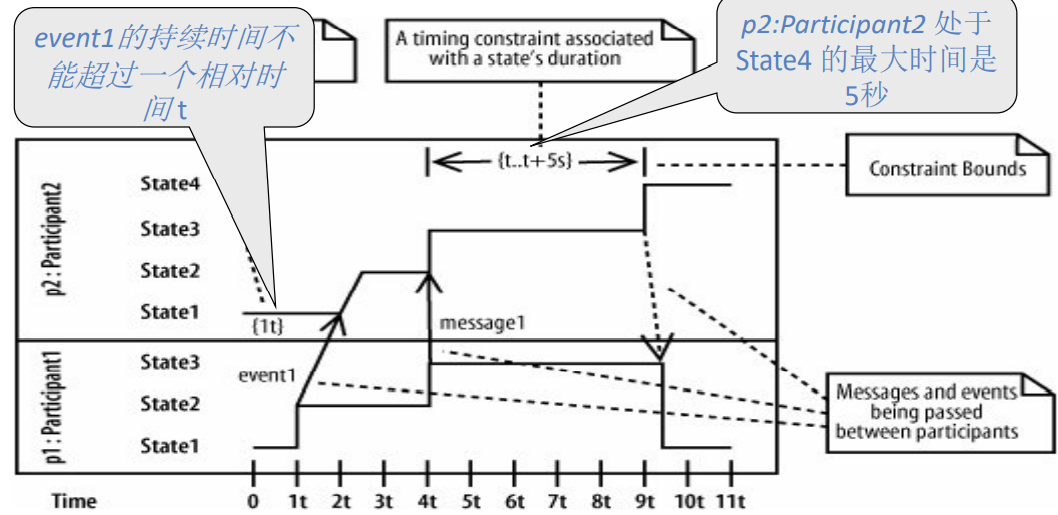 event1的持续时间不
能超过一个相对时
间t
A timing constraint associated
with a state's duration
p2:Participant2 处于
State4 的最大时间是
5秒
{t..t+5s}
Constraint Bounds
p2 : Participant2
State4
State3
State2
State1
{1t}
message1
p1 : Participant1
State3
event1
State2
State1
Messages and events
being passed
between participants
Time 0 1t 2t 3t 4t 5t 6t 7t 8t 9t 10t 11t